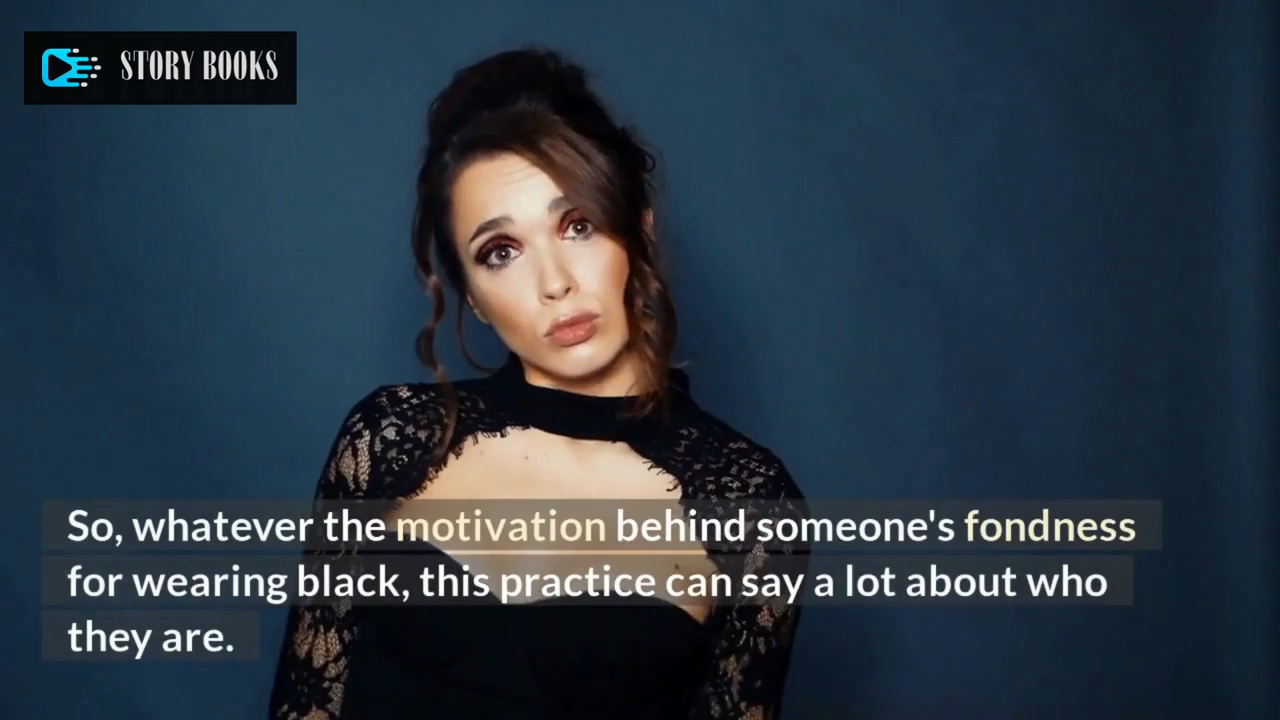 STORY BOOKS
So, whatever the motivation behind someone's fondness
for wearing black, this practice can say a lot about who
they are.